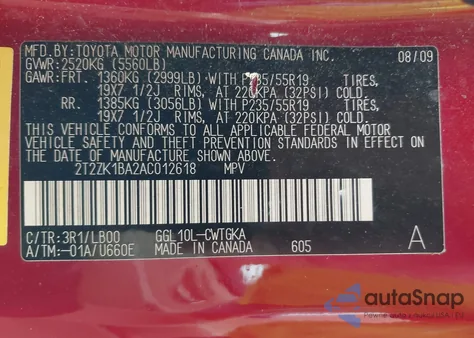 MFD.BY:TOYOTA MOTOR MANUFACTURING CANADA INC. 08/09
GVWR:2520KG (5560LB)
GAWR:FRT. 1360KG (2999LB) WITH P235/55R19 TIRES,
19X7 1/2J RIMS, AT 220KPA (32PSI) COLD.
RR. 1385KG (3056LB) WITH P235/55R19 TIRES,
19X7 1/2J RIMS, AT 220KPA (32PSI) COLD.
THIS VEHICLE CONFORMS TO ALL APPLICABLE FEDERAL MOTOR
VEHICLE SAFETY AND THEFT PREVENTION STANDARDS IN EFFECT
ON THE DATE OF MANUFACTURE SHOWN ABOVE.
2T2ZK1BA2AC012618 MPV
C/TR:3R1/LB00 GGL10L-CWTGKA
A/TM:-01A/U660E MADE IN CANADA 605 A
autoSnap
Pewne auta z USA i EU